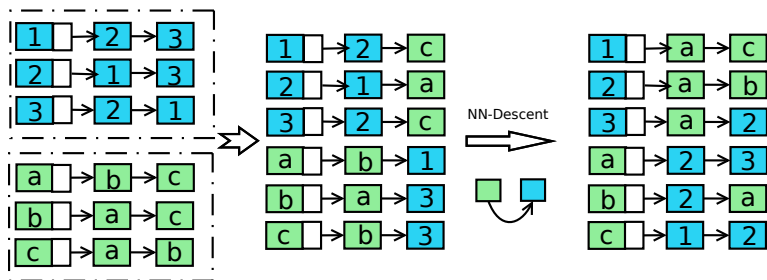 1 2 3
2 1 3
3 2 1
a b c
b a c
c a b
1 2 c
2 1 a
3 2 c
a b 1
b a 3
c b 3
NN-Descent
1 a c
2 a b
3 a 2
a 2 3
b 2 a
c 1 2